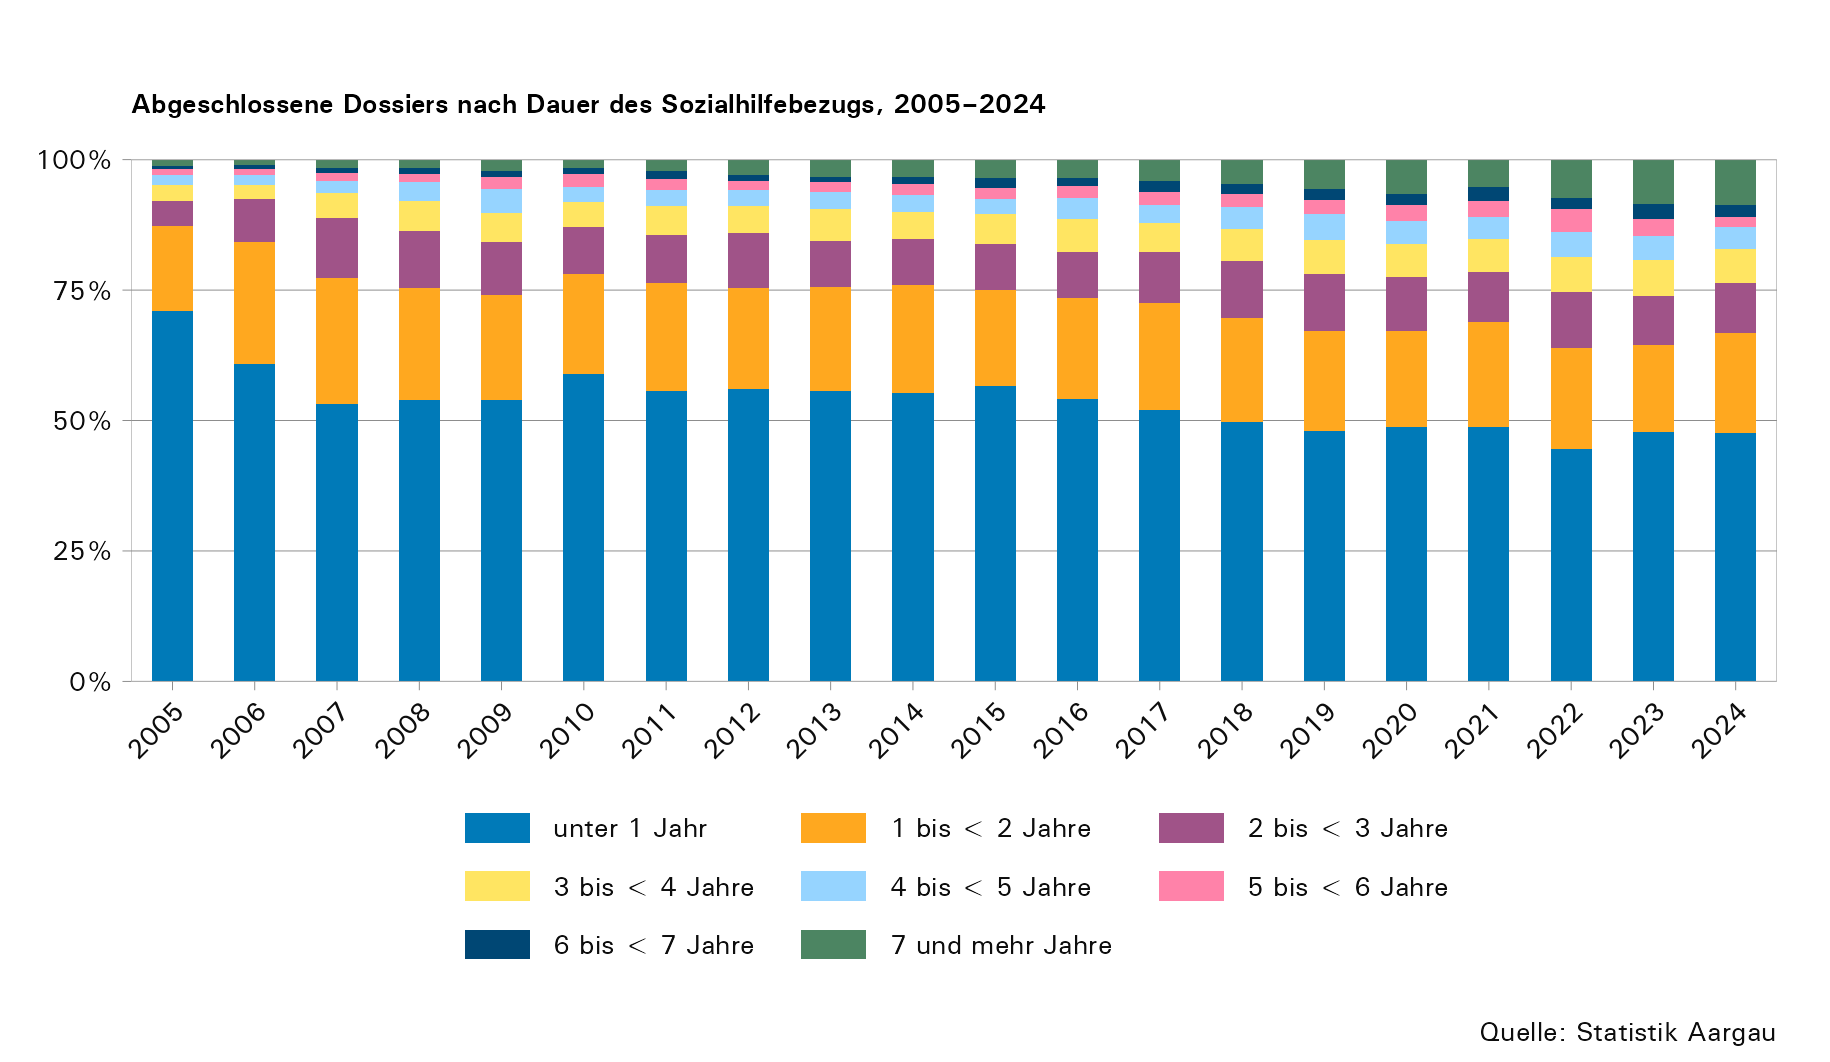 Abgeschlossene Dossiers nach Dauer des Sozialhilfebezugs, 2005–2024
100%
75%
50%
25%
0%
2005 2006 2007 2008 2009 2010 2011 2012 2013 2014 2015 2016 2017 2018 2019 2020 2021 2022 2023 2024
unter 1 Jahr 1 bis < 2 Jahre 2 bis < 3 Jahre
3 bis < 4 Jahre 4 bis < 5 Jahre 5 bis < 6 Jahre
6 bis < 7 Jahre 7 und mehr Jahre
Quelle: Statistik Aargau